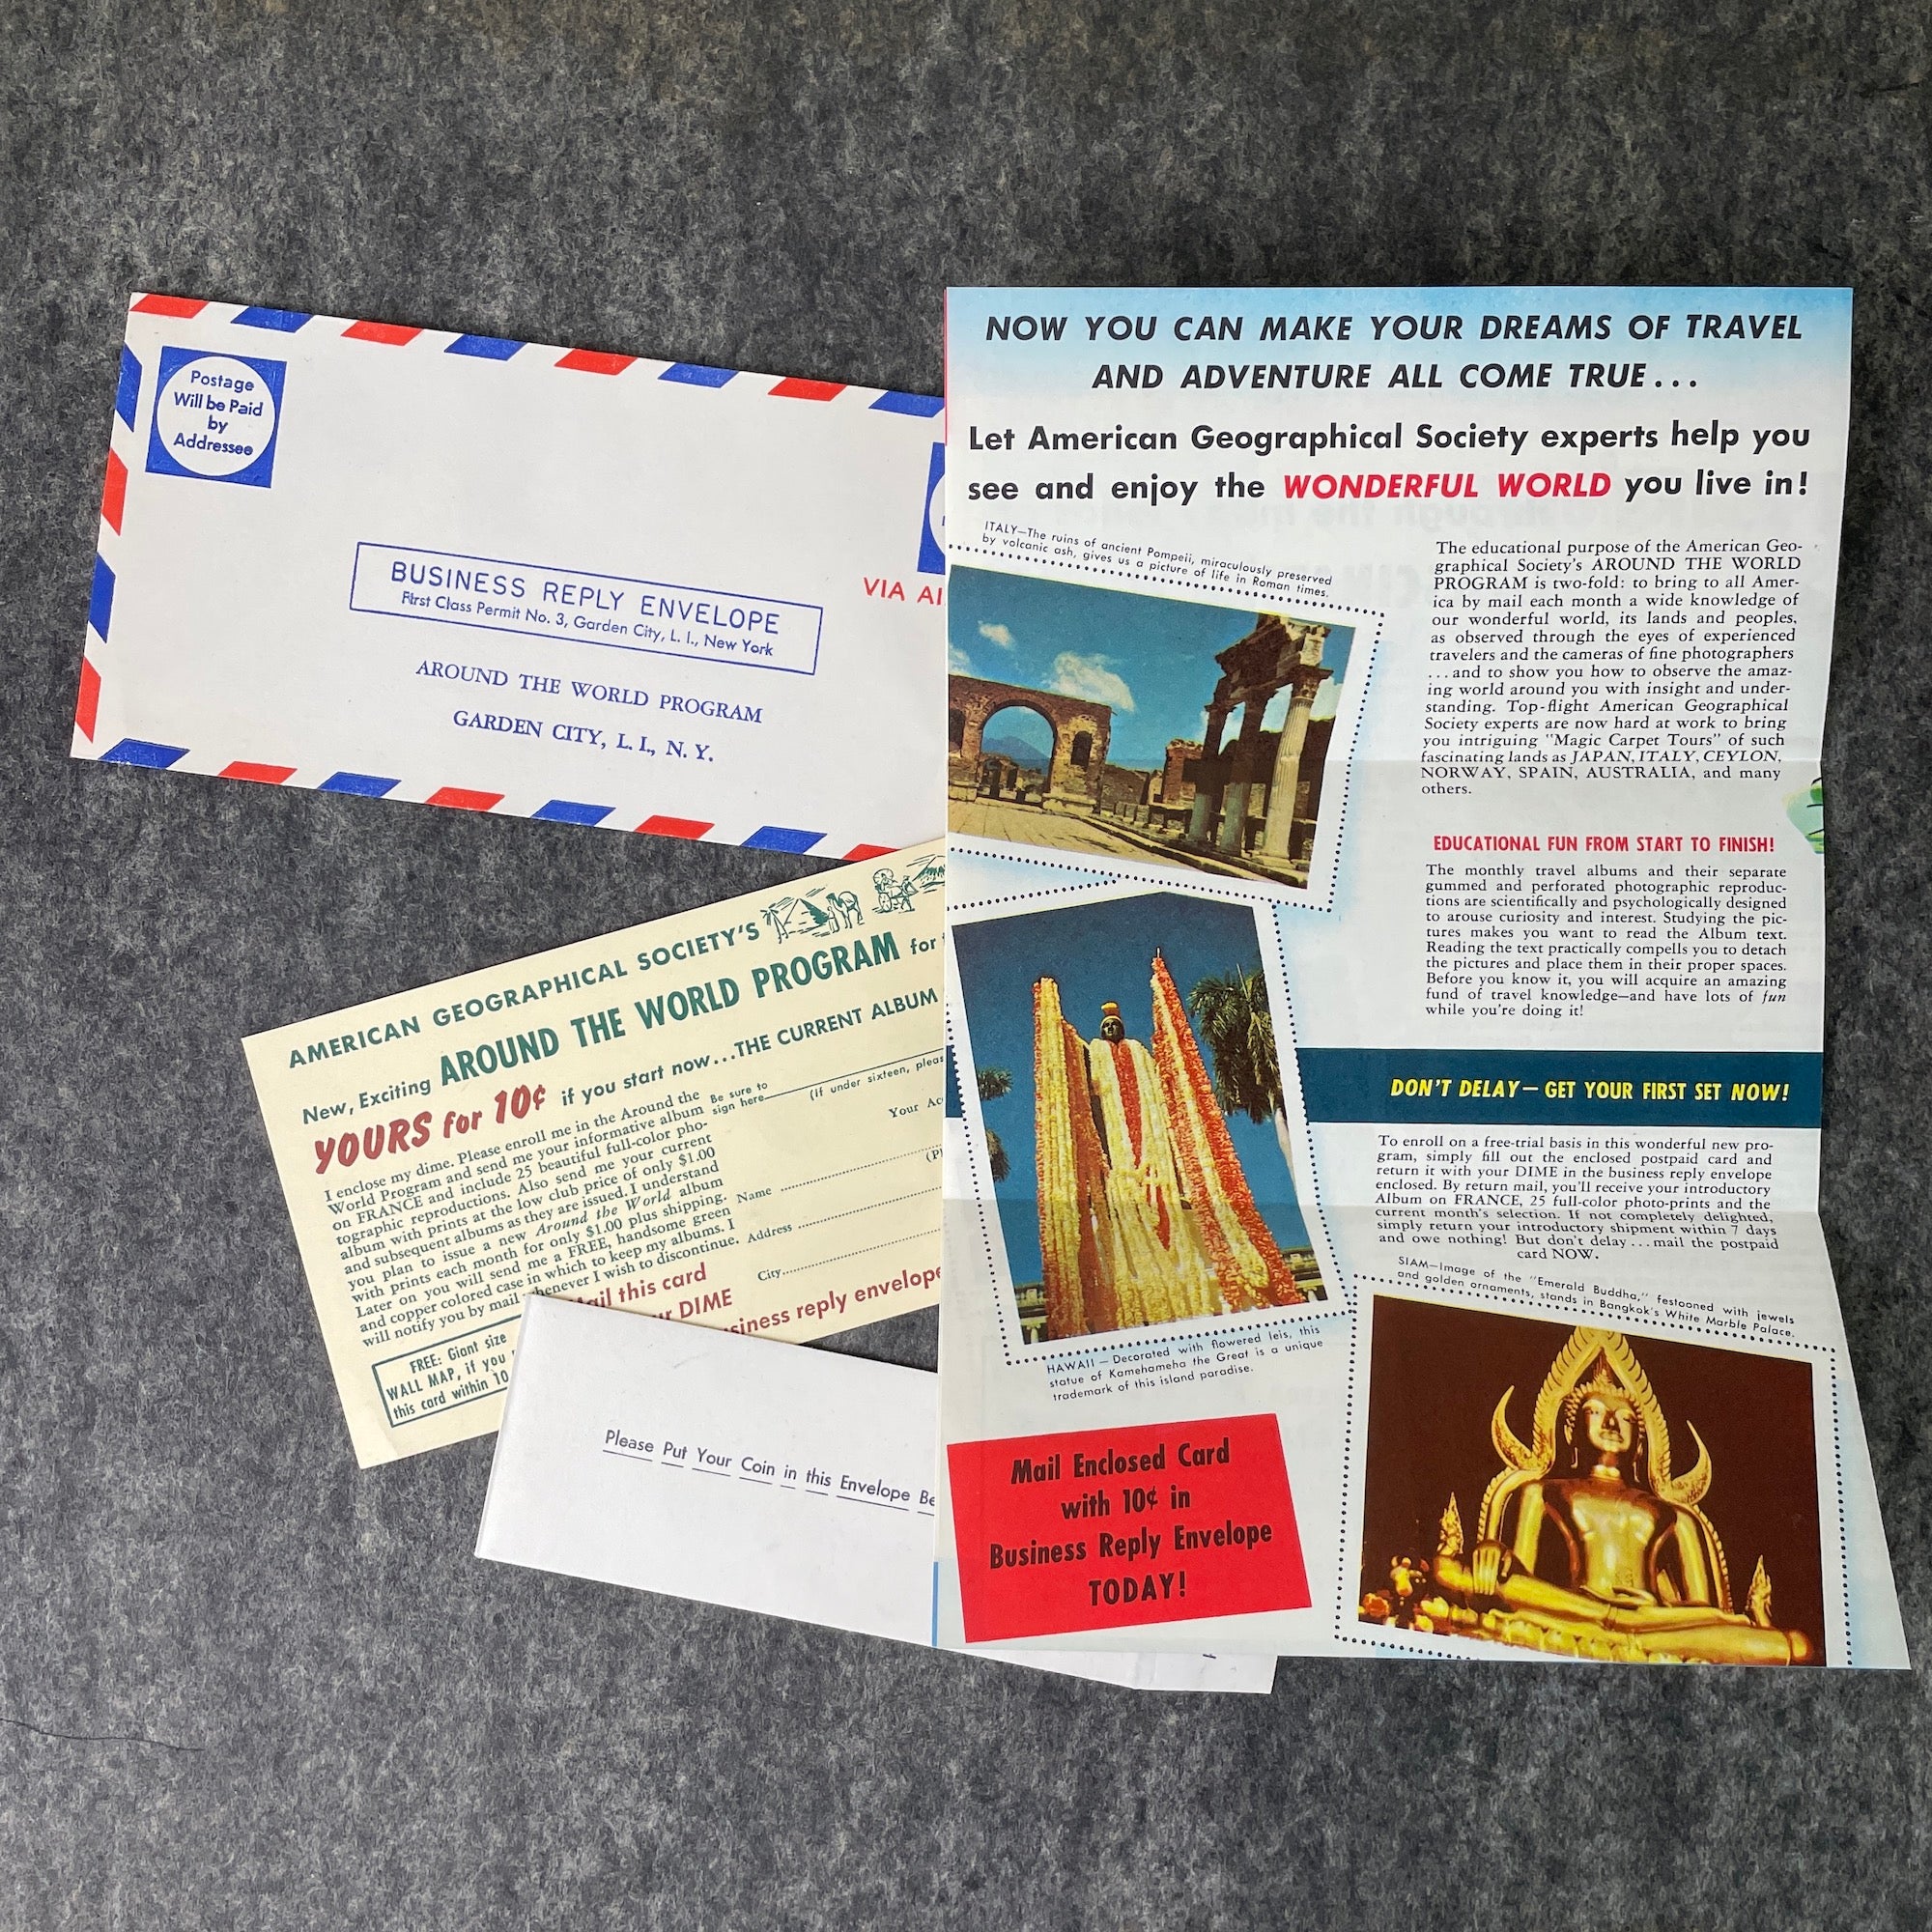 Postage
Will be Paid
by
Addressee
BUSINESS REPLY ENVELOPE
First Class Permit No. 3, Garden City, L. I., New York
AROUND THE WORLD PROGRAM
GARDEN CITY, L. I., N. Y.
VIA
AMERICAN GEOGRAPHICAL SOCIETY'S
New, Exciting AROUND THE WORLD PROGRAM for
YOURS for 10¢ if you start now...THE CURRENT ALBUM
I enclose my dime. Please enroll me in the Around the
World Program and send me your informative album
on FRANCE and include 25 beautiful full-color pho-
tographic reproductions. Also send me your current
album with prints at the low club price of only $1.00
and subsequent albums as they are issued. I understand
you plan to issue a new Around the World album
with prints each month for only $1.00 plus shipping.
Later on you will send me a FREE, handsome green
and copper colored case in which to keep my albums. I
will notify you by mail whenever I wish to discontinue.
Be sure to
sign here
(If under sixteen,
Your
Name
Address
City
this card
DIME
reply envelope
FREE: Giant size
WALL MAP, if you
this card within 10
Please Put Your Coin in this Envelope
NOW YOU CAN MAKE YOUR DREAMS OF TRAVEL
AND ADVENTURE ALL COME TRUE...
Let American Geographical Society experts help you
see and enjoy the WONDERFUL WORLD you live in!
ITALY—The ruins of ancient Pompeii, miraculously preserved
by volcanic ash, gives us a picture of life in Roman times.
The educational purpose of the American Geo-
graphical Society's AROUND THE WORLD
PROGRAM is two-fold: to bring to all Amer-
ica by mail each month a wide knowledge of
our wonderful world, its lands and peoples,
as observed through the eyes of experienced
travelers and the cameras of fine photographers
...and to show you how to observe the amaz-
ing world around you with insight and under-
standing. Top-flight American Geographical
Society experts are now hard at work to bring
you intriguing "Magic Carpet Tours" of such
fascinating lands as JAPAN, ITALY, CEYLON,
NORWAY, SPAIN, AUSTRALIA, and many
others.
EDUCATIONAL FUN FROM START TO FINISH!
The monthly travel albums and their separate
gummed and perforated photographic reproduc-
tions are scientifically and psychologically designed
to arouse curiosity and interest. Studying the pic-
tures makes you want to read the Album text.
Reading the text practically compells you to detach
the pictures and place them in their proper spaces.
Before you know it, you will acquire an amazing
fund of travel knowledge—and have lots of fun
while you're doing it!
DON'T DELAY — GET YOUR FIRST SET NOW!
To enroll on a free-trial basis in this wonderful new pro-
gram, simply fill out the enclosed postpaid card and
return it with your DIME in the business reply envelope
enclosed. By return mail, you'll receive your introductory
Album on FRANCE, 25 full-color photo-prints and the
current month's selection. If not completely delighted,
simply return your introductory shipment within 7 days
and owe nothing! But don't delay...mail the postpaid
card NOW.
HAWAII — Decorated with flowered leis, this
statue of Kamehameha the Great is a unique
trademark of this island paradise.
SIAM—Image of the "Emerald Buddha," festooned with jewels
and golden ornaments, stands in Bangkok's White Marble Palace.
Mail Enclosed Card
with 10¢ in
Business Reply Envelope
TODAY!